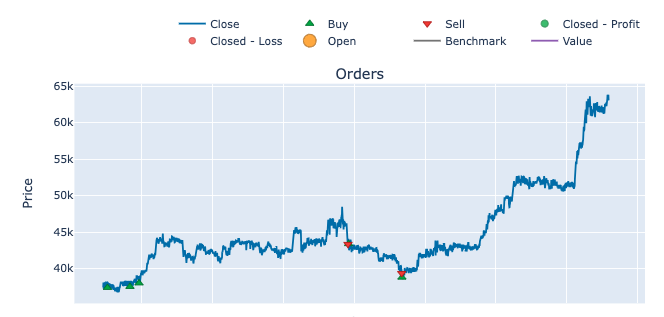 Close Buy Sell Closed - Profit
Closed - Loss Open Benchmark Value
Orders
65k
60k
55k
50k
45k
40k
Price